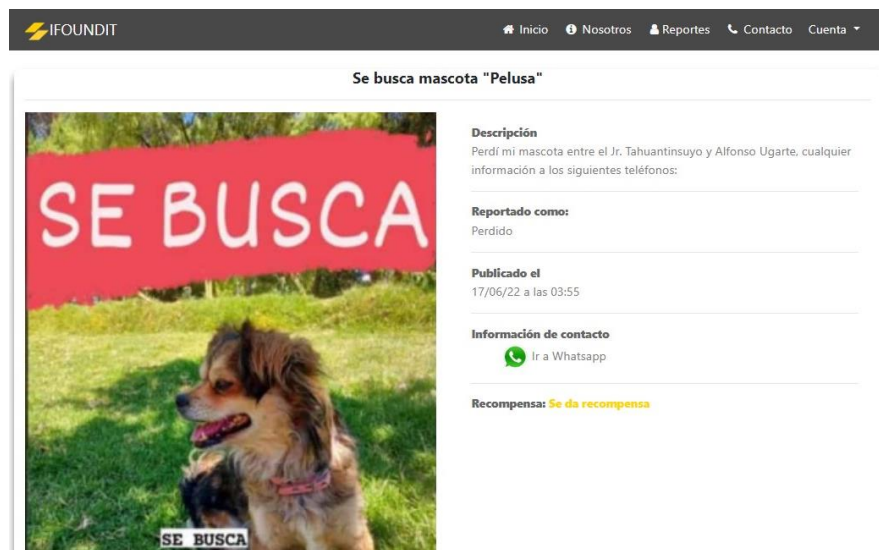 IFOUNDIT
Inicio
Nosotros
Reportes
Contacto
Cuenta
Se busca mascota "Pelusa"
SE BUSCA
SE BUSCA
Descripción
Perdí mi mascota entre el Jr. Tahuantinsuyo y Alfonso Ugarte, cualquier
información a los siguientes teléfonos:
Reportado como:
Perdido
Publicado el
17/06/22 a las 03:55
Información de contacto
Ir a Whatsapp
Recompensa: Se da recompensa